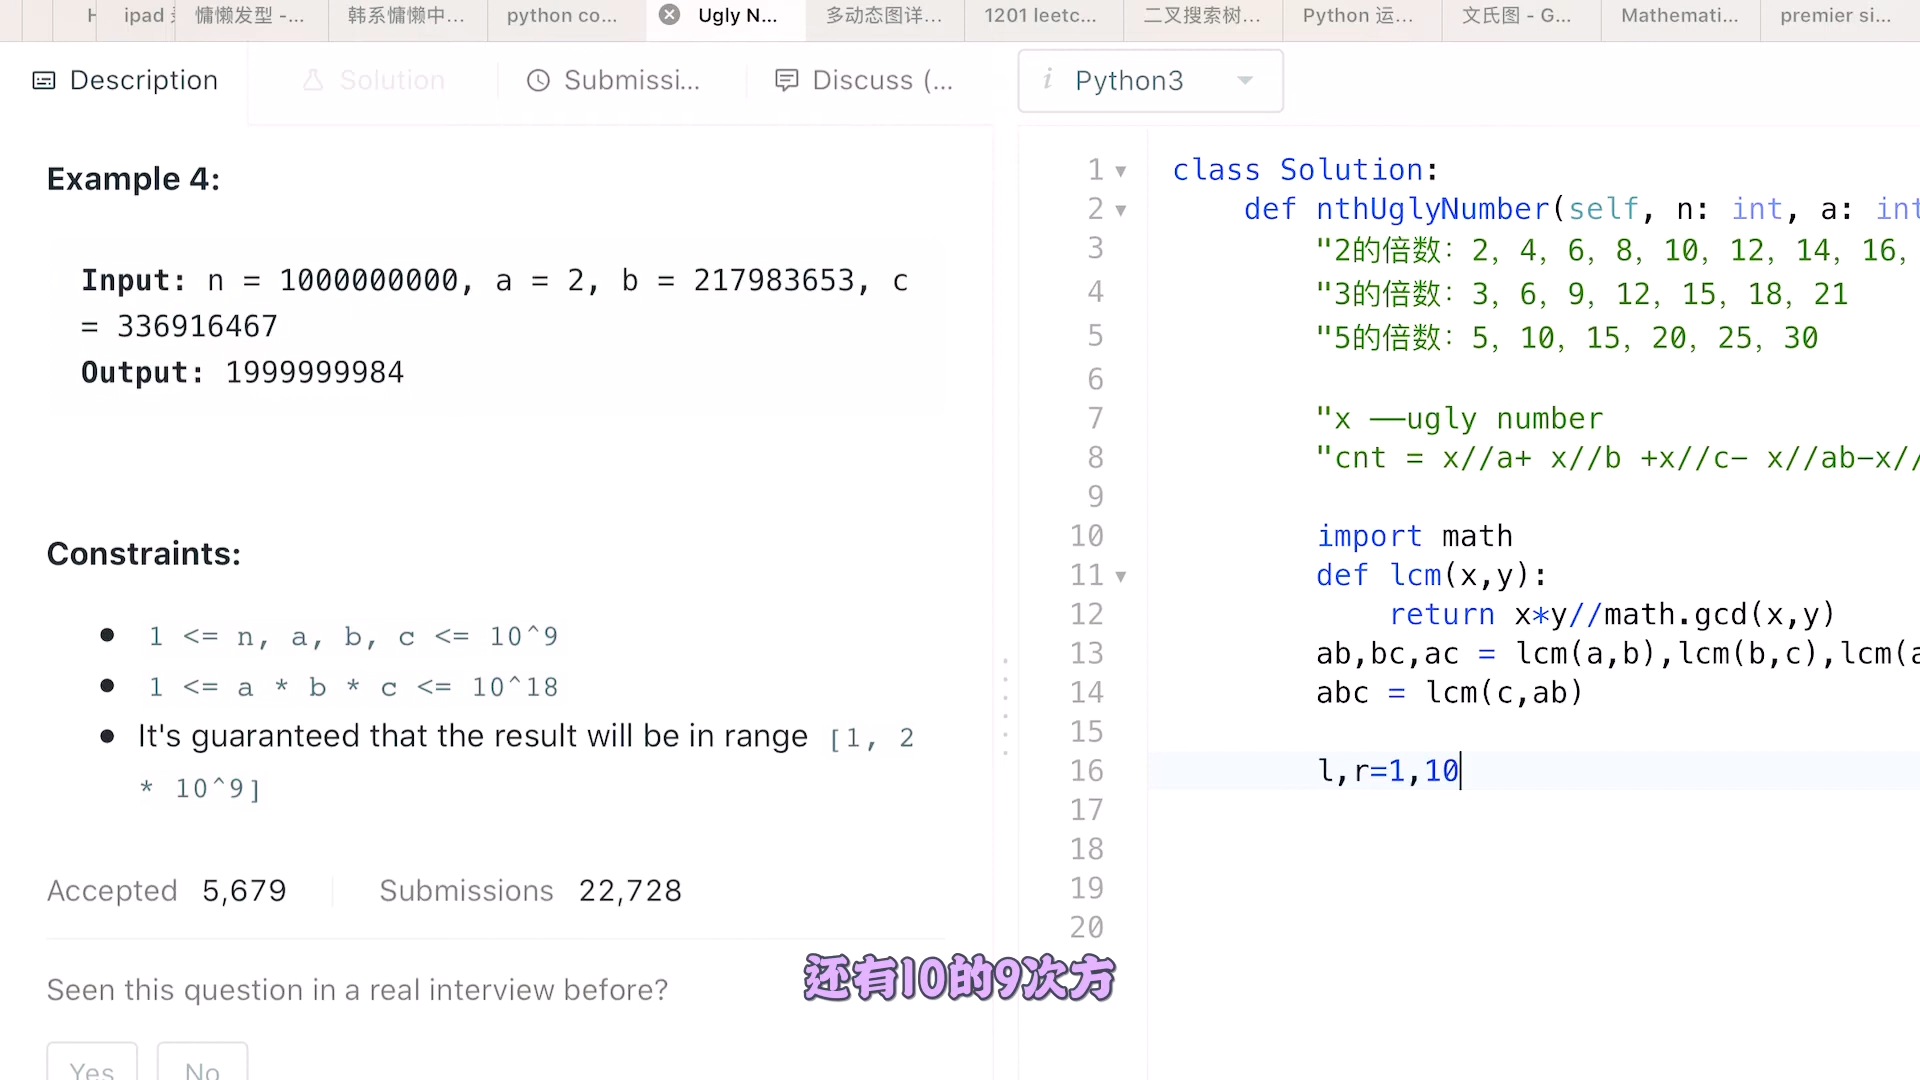 ipad
慵懒发型 -...
韩系慵懒中...
python co...
Ugly N...
多动态图详...
1201 leetc...
二叉搜索树...
Python 运...
文氏图 - G...
Mathemati...
premier si...
Description
Solution
Submissi...
Discuss (...
i Python3
Example 4:
Input: n = 1000000000, a = 2, b = 217983653, c
= 336916467
Output: 1999999984
Constraints:
1 <= n, a, b, c <= 10^9
1 <= a * b * c <= 10^18
It's guaranteed that the result will be in range [1, 2
* 10^9]
Accepted 5,679 Submissions 22,728
Seen this question in a real interview before?
Yes No
1 class Solution:
2 def nthUglyNumber(self, n: int, a: int
3 "2的倍数：2，4，6，8，10，12，14，16，
4 "3的倍数：3，6，9，12，15，18，21
5 "5的倍数：5，10，15，20，25，30
6
7 "x ——ugly number
8 "cnt = x//a+ x//b +x//c- x//ab-x//
9
10 import math
11 def lcm(x,y):
12 return x*y//math.gcd(x,y)
13 ab,bc,ac = lcm(a,b),lcm(b,c),lcm(a
14 abc = lcm(c,ab)
15
16 l,r=1,10
17
18
19
20
还有10的9次方